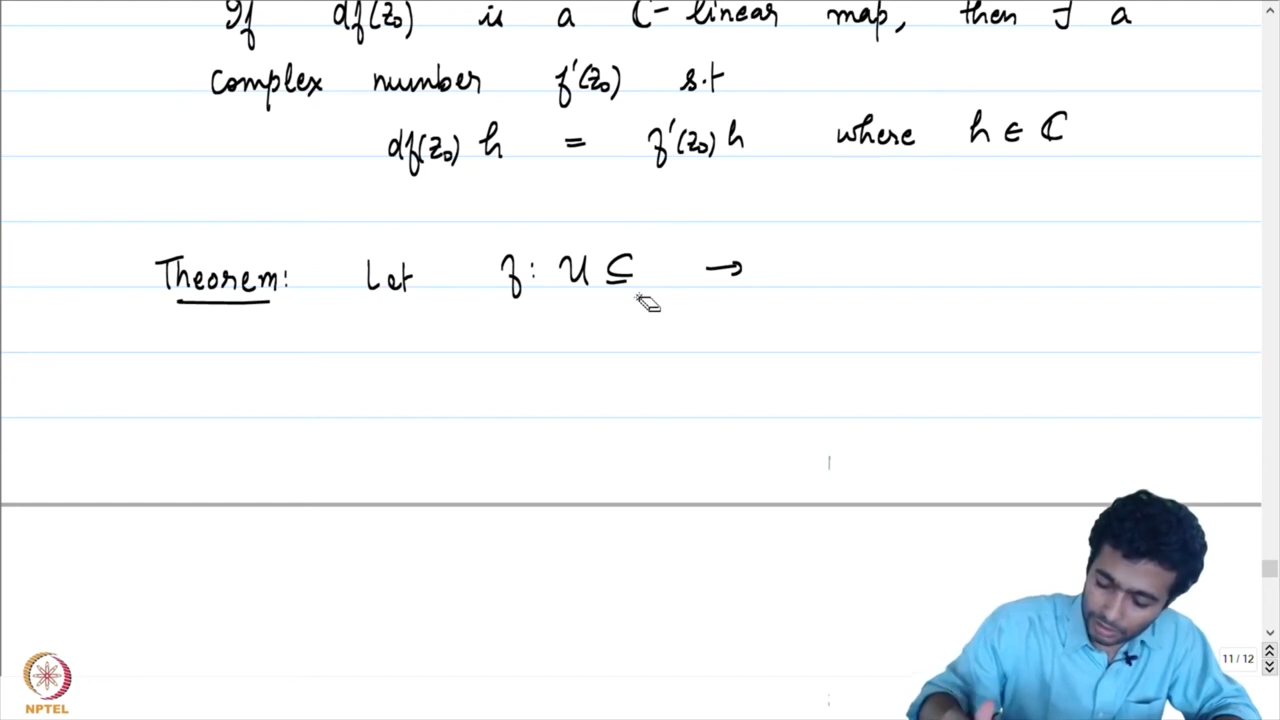 If df(z₀) is a ℂ-linear map, then ∃ a
complex number f'(z₀) s.t
df(z₀) h = f'(z₀) h where h ∈ ℂ
Theorem: Let f: U ⊆ →
11 / 12
NPTEL